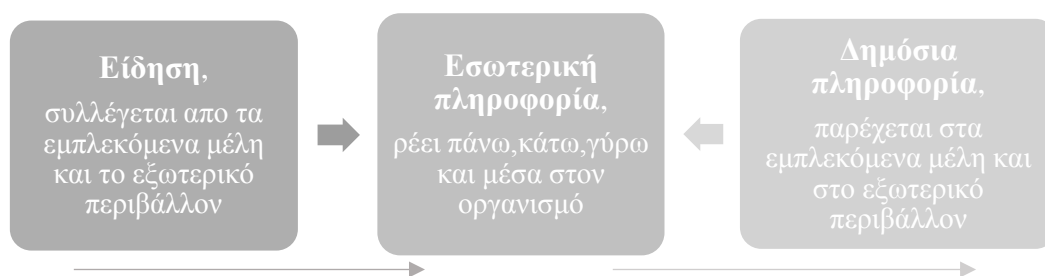 Είδηση,
συλλέγεται απο τα
εμπλεκόμενα μέλη
και το εξωτερικό
περιβάλλον
Εσωτερική
πληροφορία,
ρέει πάνω,κάτω,γύρω
και μέσα στον
οργανισμό
Δημόσια
πληροφορία,
παρέχεται στα
εμπλεκόμενα μέλη και
στο εξωτερικό
περιβάλλον